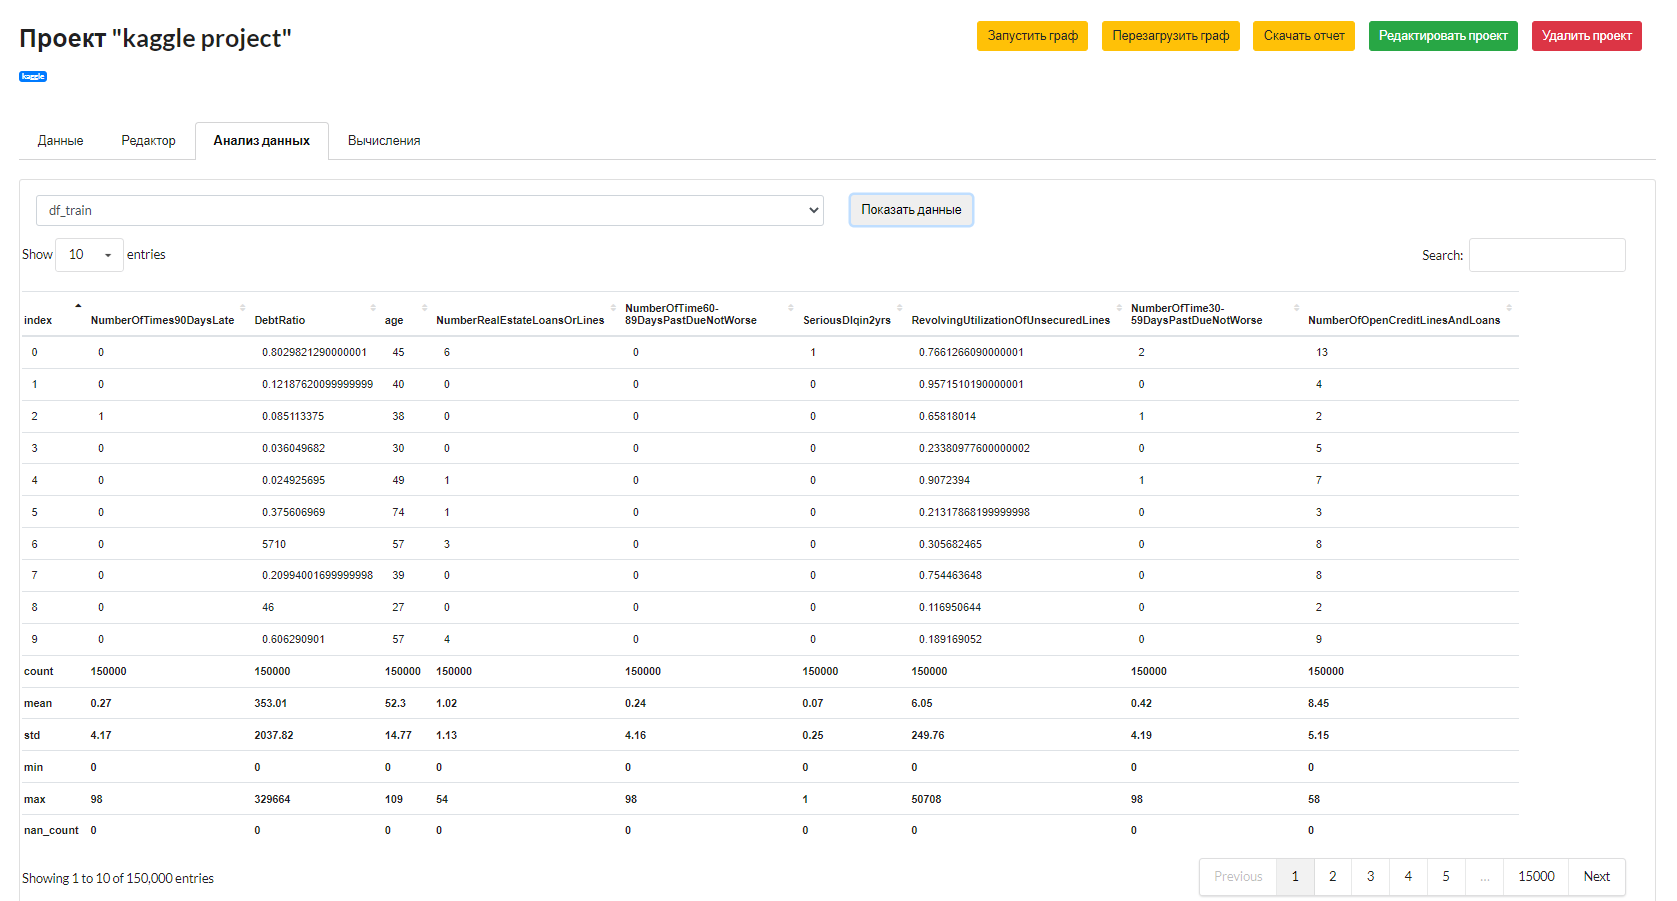 Проект "kaggle project"
Запустить граф Перезагрузить граф Скачать отчет Редактировать проект Удалить проект
kaggle
Данные Редактор Анализ данных Вычисления
df_train Показать данные
Show 10 entries Search:
index NumberOfTimes90DaysLate DebtRatio age NumberRealEstateLoansOrLines NumberOfTime60-89DaysPastDueNotWorse SeriousDlqin2yrs RevolvingUtilizationOfUnsecuredLines NumberOfTime30-59DaysPastDueNotWorse NumberOfOpenCreditLinesAndLoans
0 0 0.8029821290000001 45 6 0 1 0.7661266090000001 2 13
1 0 0.12187620099999999 40 0 0 0 0.9571510190000001 0 4
2 1 0.085113375 38 0 0 0 0.65818014 1 2
3 0 0.036049682 30 0 0 0 0.23380977600000002 0 5
4 0 0.024925695 49 1 0 0 0.9072394 1 7
5 0 0.375606969 74 1 0 0 0.21317868199999998 0 3
6 0 5710 57 3 0 0 0.305682465 0 8
7 0 0.20994001699999998 39 0 0 0 0.754463648 0 8
8 0 46 27 0 0 0 0.116950644 0 2
9 0 0.606290901 57 4 0 0 0.189169052 0 9
count 150000 150000 150000 150000 150000 150000 150000 150000 150000
mean 0.27 353.01 52.3 1.02 0.24 0.07 6.05 0.42 8.45
std 4.17 2037.82 14.77 1.13 4.16 0.25 249.76 4.19 5.15
min 0 0 0 0 0 0 0 0 0
max 98 329664 109 54 98 1 50708 98 58
nan_count 0 0 0 0 0 0 0 0 0
Showing 1 to 10 of 150,000 entries Previous 1 2 3 4 5 ... 15000 Next